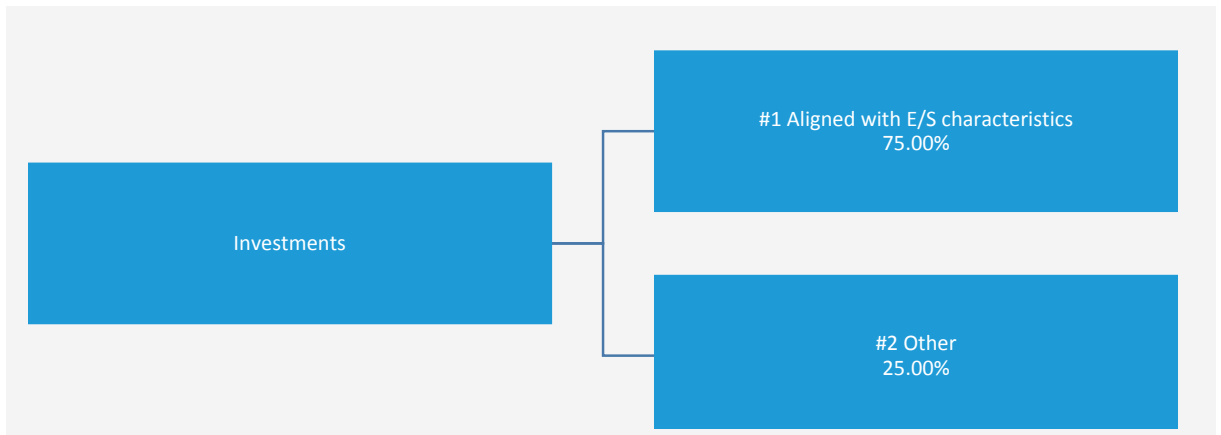 Investments
#1 Aligned with E/S characteristics
75.00%
#2 Other
25.00%